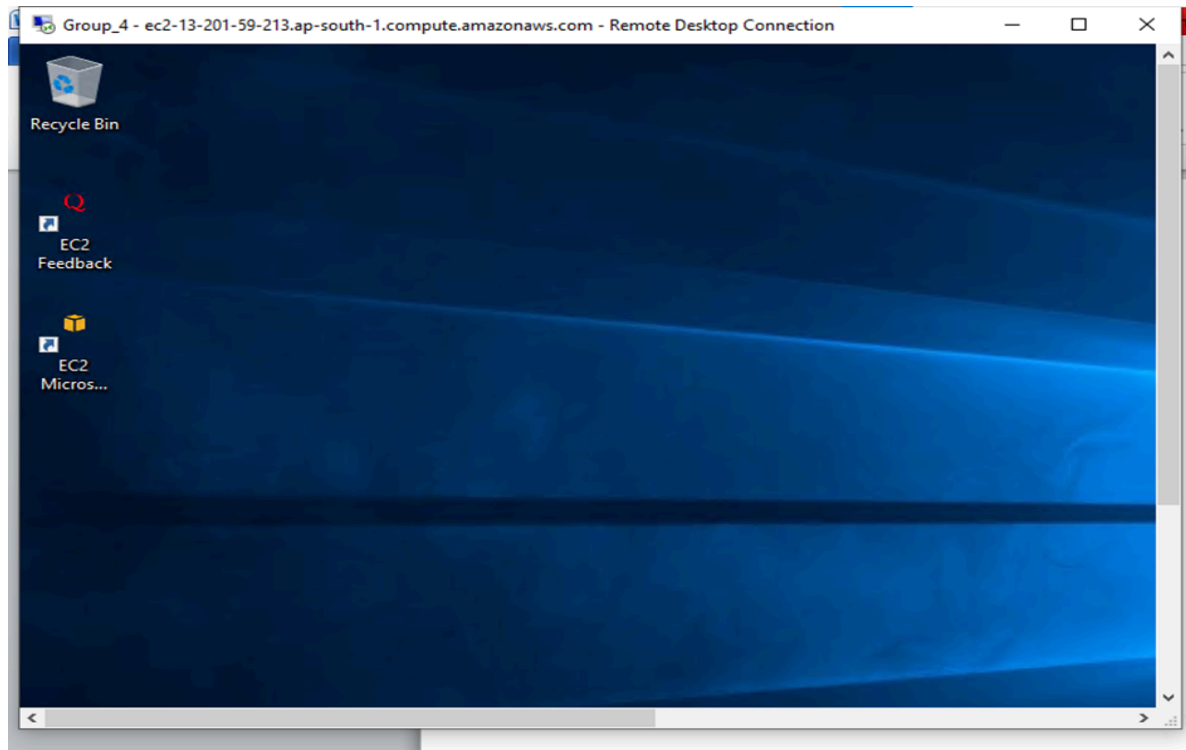 Group_4 - ec2-13-201-59-213.ap-south-1.compute.amazonaws.com - Remote Desktop Connection
Recycle Bin
EC2
Feedback
EC2
Micros...